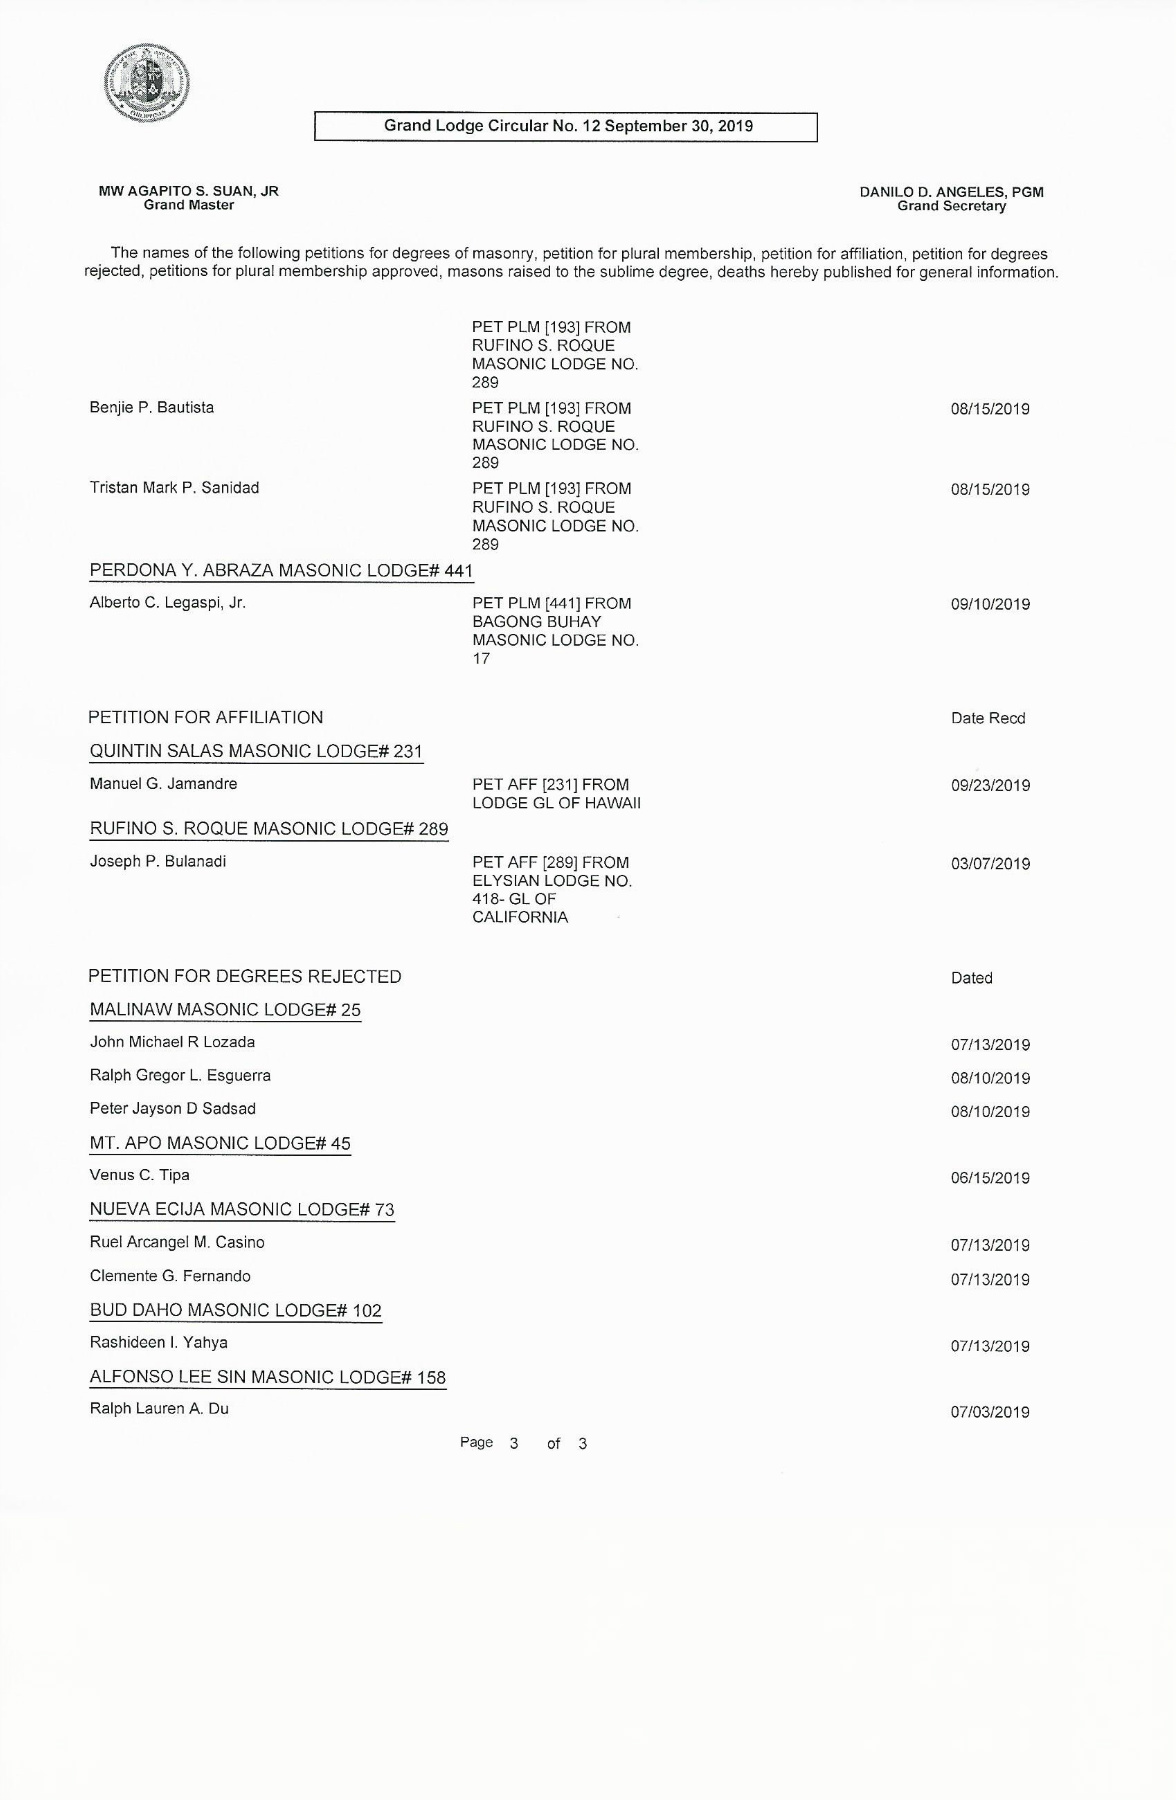 PHILIPPINES
Grand Lodge Circular No. 12 September 30, 2019
MW AGAPITO S. SUAN, JR
Grand Master
DANILO D. ANGELES, PGM
Grand Secretary
The names of the following petitions for degrees of masonry, petition for plural membership, petition for affiliation, petition for degrees
rejected, petitions for plural membership approved, masons raised to the sublime degree, deaths hereby published for general information.
PET PLM [193] FROM
RUFINO S. ROQUE
MASONIC LODGE NO.
289
Benjie P. Bautista PET PLM [193] FROM 08/15/2019
RUFINO S. ROQUE
MASONIC LODGE NO.
289
Tristan Mark P. Sanidad PET PLM [193] FROM 08/15/2019
RUFINO S. ROQUE
MASONIC LODGE NO.
289
PERDONA Y. ABRAZA MASONIC LODGE# 441
Alberto C. Legaspi, Jr. PET PLM [441] FROM 09/10/2019
BAGONG BUHAY
MASONIC LODGE NO.
17
PETITION FOR AFFILIATION Date Recd
QUINTIN SALAS MASONIC LODGE# 231
Manuel G. Jamandre PET AFF [231] FROM 09/23/2019
LODGE GL OF HAWAII
RUFINO S. ROQUE MASONIC LODGE# 289
Joseph P. Bulanadi PET AFF [289] FROM 03/07/2019
ELYSIAN LODGE NO.
418- GL OF
CALIFORNIA
PETITION FOR DEGREES REJECTED Dated
MALINAW MASONIC LODGE# 25
John Michael R Lozada 07/13/2019
Ralph Gregor L. Esguerra 08/10/2019
Peter Jayson D Sadsad 08/10/2019
MT. APO MASONIC LODGE# 45
Venus C. Tipa 06/15/2019
NUEVA ECIJA MASONIC LODGE# 73
Ruel Arcangel M. Casino 07/13/2019
Clemente G. Fernando 07/13/2019
BUD DAHO MASONIC LODGE# 102
Rashideen I. Yahya 07/13/2019
ALFONSO LEE SIN MASONIC LODGE# 158
Ralph Lauren A. Du 07/03/2019
Page 3 of 3